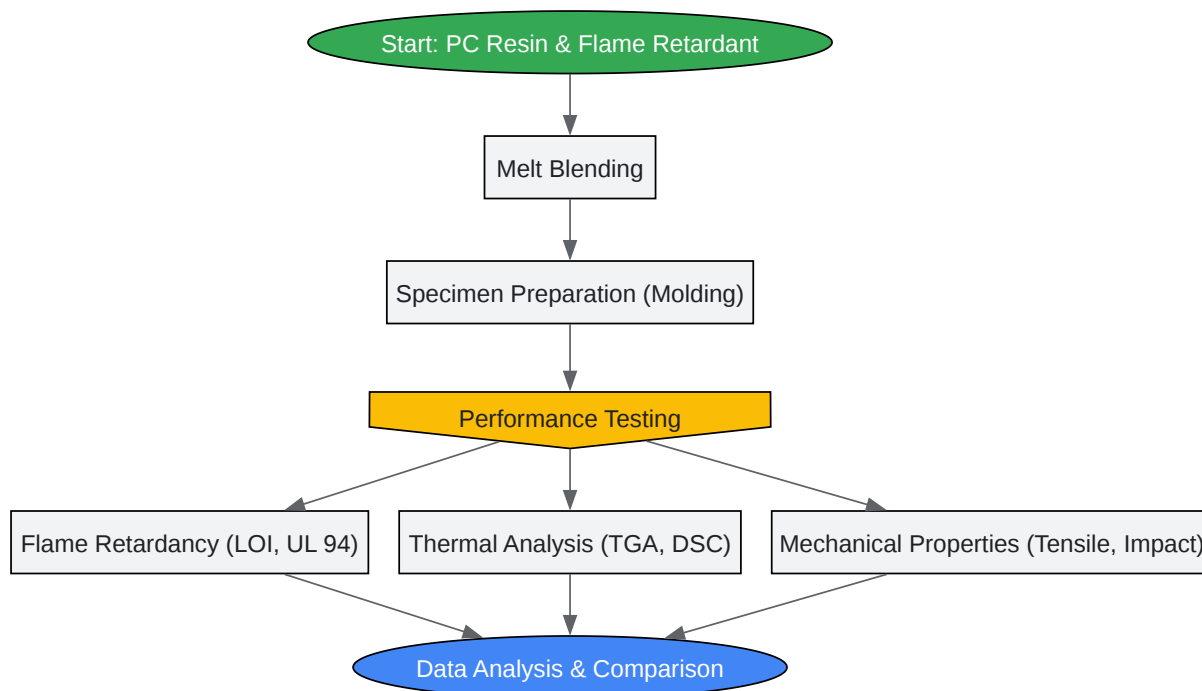 Start: PC Resin & Flame Retardant
Melt Blending
Specimen Preparation (Molding)
Performance Testing
Flame Retardancy (LOI, UL 94)
Thermal Analysis (TGA, DSC)
Mechanical Properties (Tensile, Impact)
Data Analysis & Comparison